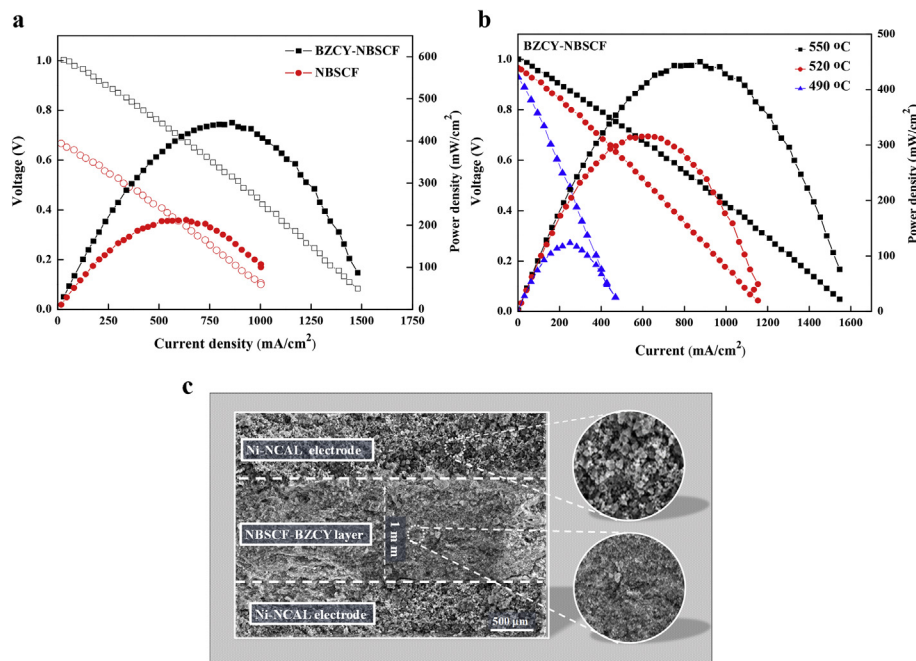 a
BZCY-NBSCF
NBSCF
1.0
0.8
0.6
0.4
0.2
0.0
Voltage (V)
600
500
400
300
200
100
0
Power density (mW/cm²)
0
250
500
750
1000
1250
1500
1750
Current density (mA/cm²)
b
BZCY-NBSCF
550 °C
520 °C
490 °C
1.0
0.8
0.6
0.4
0.2
0.0
Voltage (V)
500
400
300
200
100
0
Power density (mW/cm²)
0
200
400
600
800
1000
1200
1400
1600
Current (mA/cm²)
c
Ni-NCAL electrode
NBSCF-BZCY layer
1 mm
Ni-NCAL electrode
500 µm